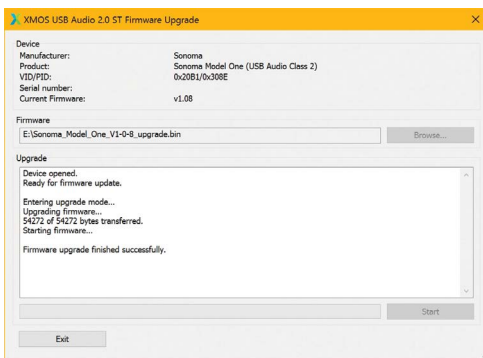 XMOS USB Audio 2.0 ST Firmware Upgrade
Device
Manufacturer: Sonoma
Product: Sonoma Model One (USB Audio Class 2)
VID/PID: 0x20B1/0x308E
Serial number:
Current Firmware: v1.08
Firmware
E:\Sonoma_Model_One_V1-0-8_upgrade.bin Browse...
Upgrade
Device opened.
Ready for firmware update.
Entering upgrade mode...
Upgrading firmware...
54272 of 54272 bytes transferred.
Starting firmware...
Firmware upgrade finished successfully.
Start
Exit